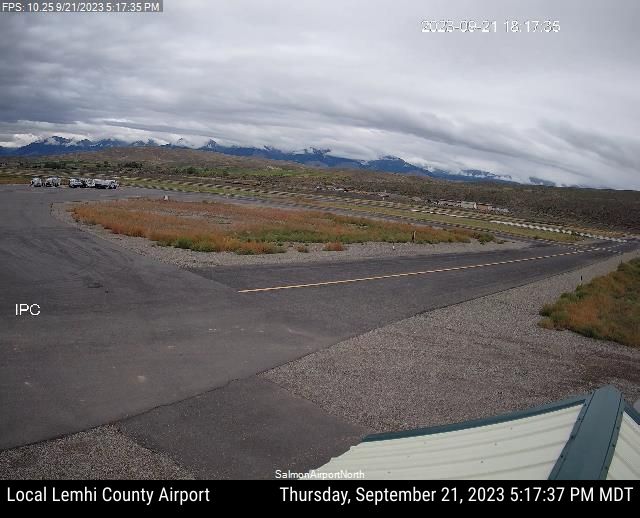 FPS: 10.25 9/21/2023 5:17:35 PM
2023-09-21 18:17:35
IPC
SalmonAirportNorth
Local Lemhi County Airport Thursday, September 21, 2023 5:17:37 PM MDT